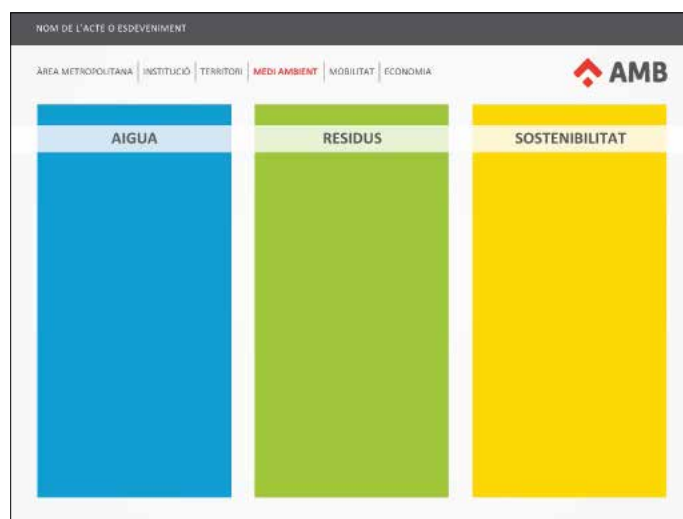 NOM DE L'ACTE O ESDEVENIMENT
ÀREA METROPOLITANA INSTITUCIÓ TERRITORI MEDI AMBIENT MOBILITAT ECONOMIA
AMB
AIGUA RESIDUS SOSTENIBILITAT